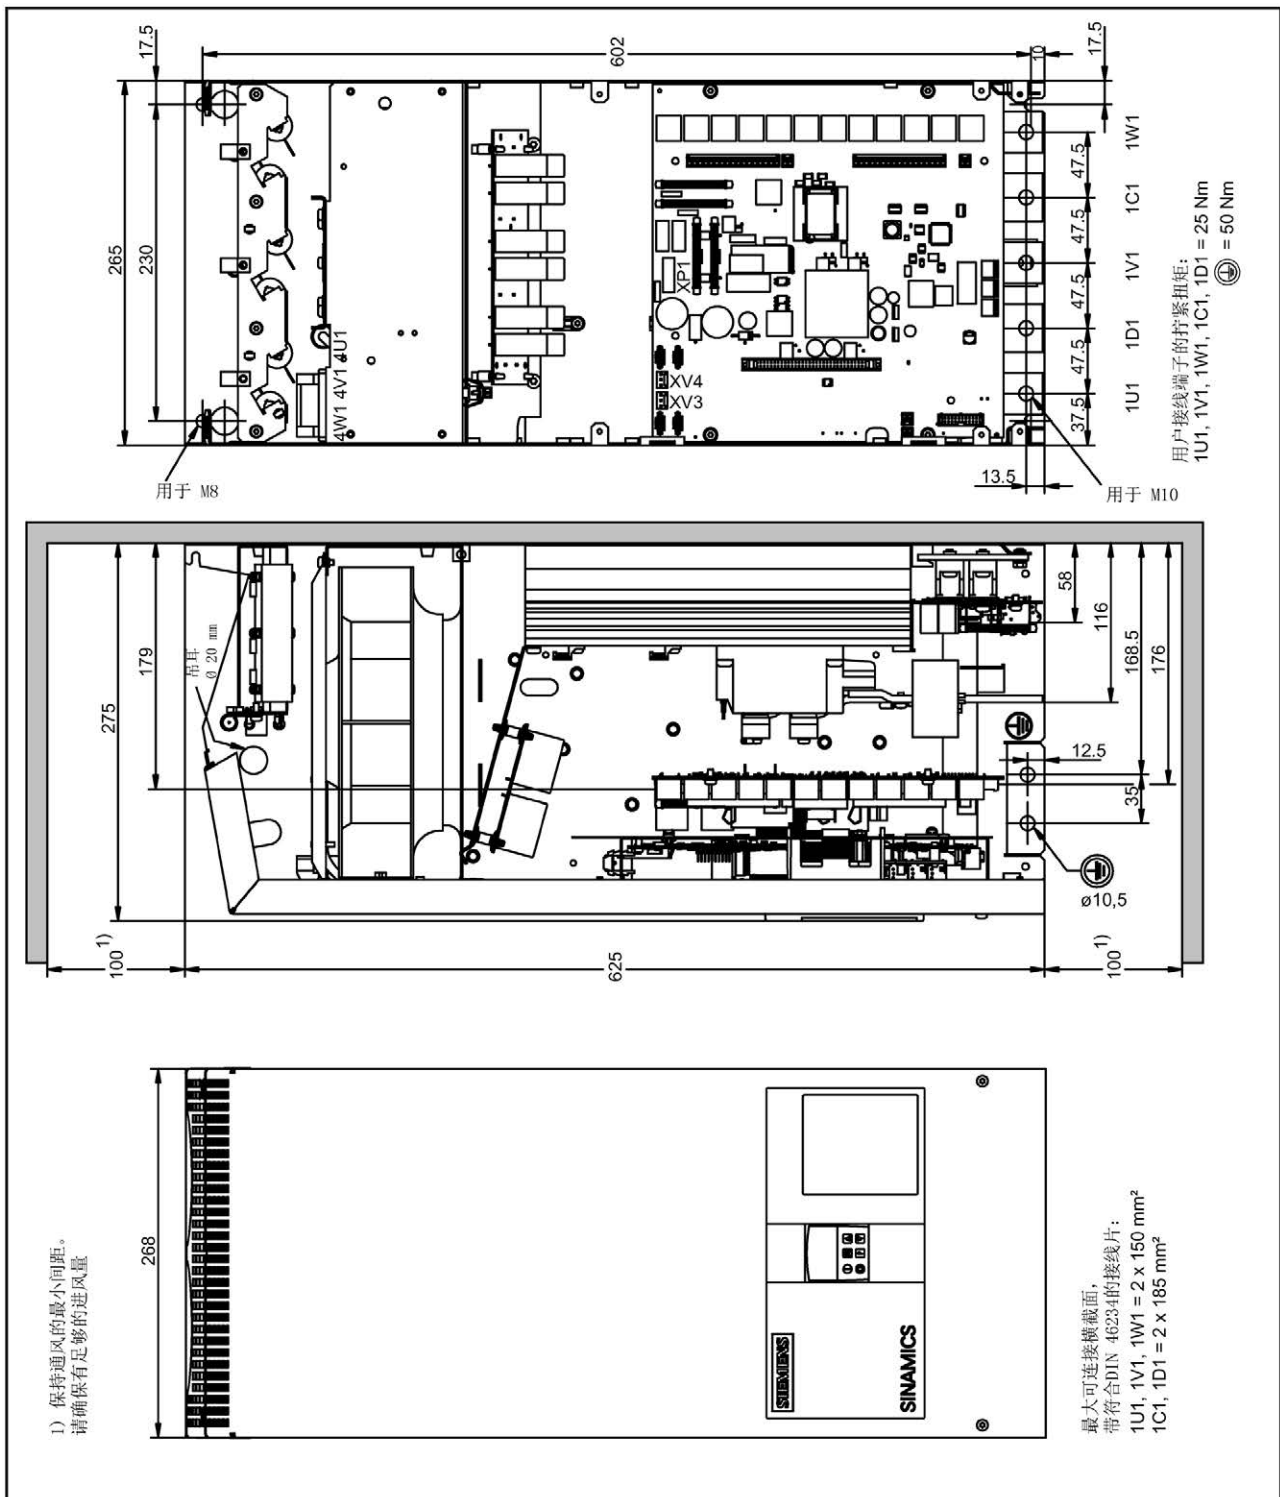 602
10
17.5
17.5
265
230
1W1
1C1
1V1
1D1
1U1
47.5
47.5
47.5
47.5
37.5
13.5
XP1
XV4
XV3
4W1 4V1 4U1
用于 M8
用于 M10
用户接线端子的拧紧扭矩:
1U1, 1V1, 1W1, 1C1, 1D1 = 25 Nm
= 50 Nm
275
179
吊耳
Ø 20 mm
58
116
168.5
176
12.5
35
ø10,5
100¹⁾
625
100¹⁾
268
SIEMENS
SINAMICS
1) 保持通风的最小间距。
请确保有足够的进风量
最大可连接横截面,
带符合DIN 46234的接线片:
1U1, 1V1, 1W1 = 2 x 150 mm²
1C1, 1D1 = 2 x 185 mm²